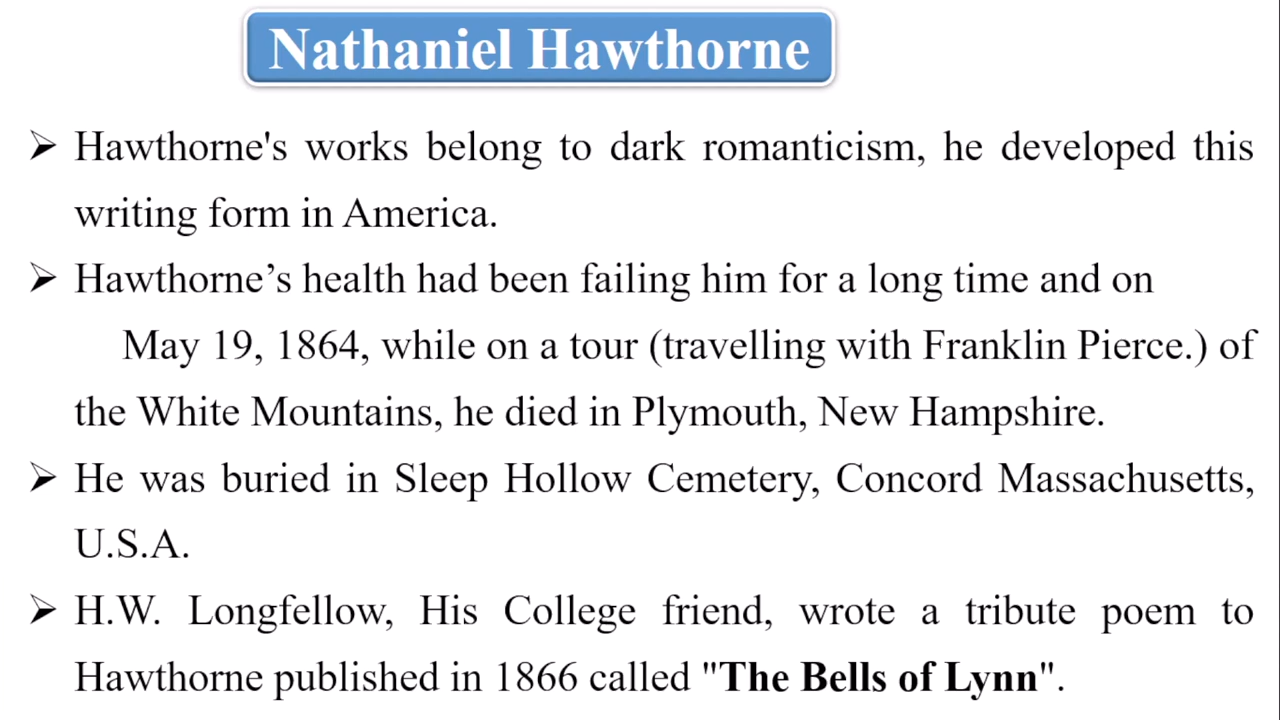 Nathaniel Hawthorne
➢ Hawthorne's works belong to dark romanticism, he developed this
writing form in America.
➢ Hawthorne’s health had been failing him for a long time and on
May 19, 1864, while on a tour (travelling with Franklin Pierce.) of
the White Mountains, he died in Plymouth, New Hampshire.
➢ He was buried in Sleep Hollow Cemetery, Concord Massachusetts,
U.S.A.
➢ H.W. Longfellow, His College friend, wrote a tribute poem to
Hawthorne published in 1866 called "The Bells of Lynn".